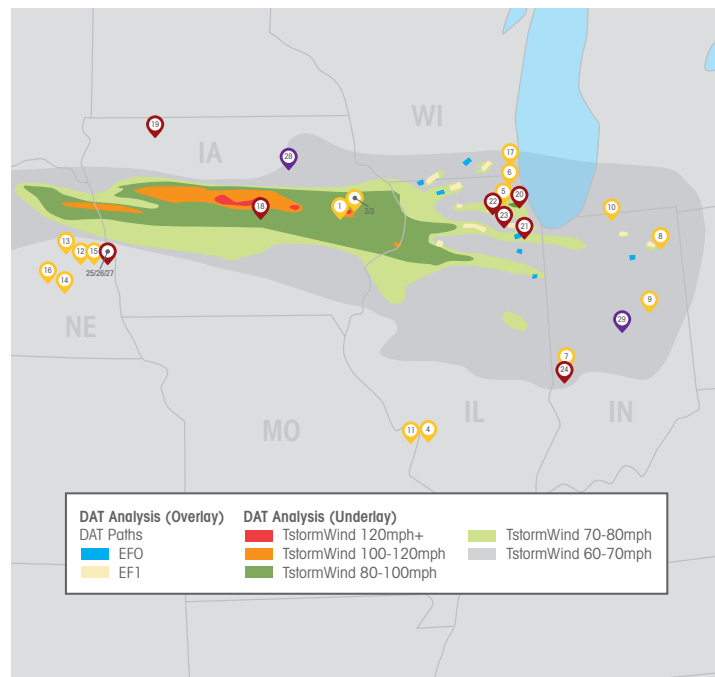 WI
19
IA
28
17
6
5
20
22
23
21
10
8
1
2/3
18
13
12
15
25/26/27
16
14
NE
9
29
7
24
IL
IN
MO
11
4
DAT Analysis (Overlay)
DAT Paths
EF0
EF1
DAT Analysis (Underlay)
TstormWind 120mph+
TstormWind 100-120mph
TstormWind 80-100mph
TstormWind 70-80mph
TstormWind 60-70mph